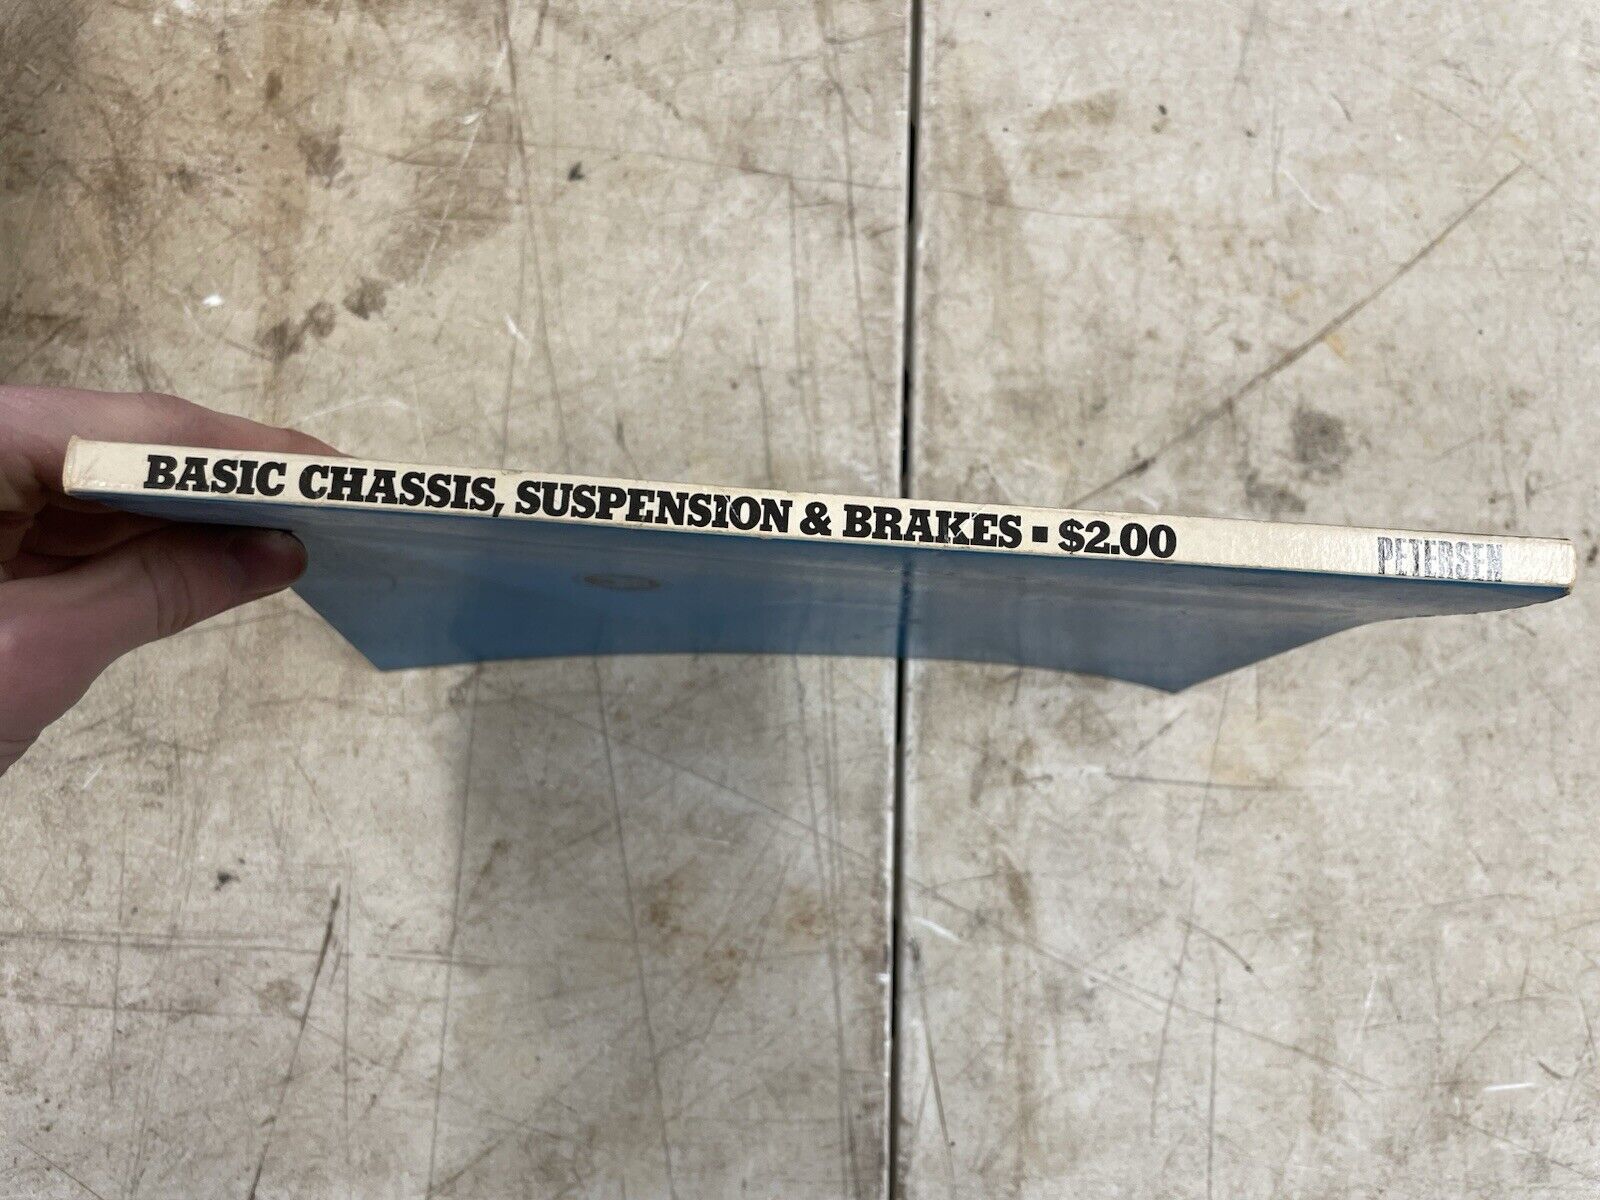 BASIC CHASSIS, SUSPENSION & BRAKES ▪ $2.00 PETERSEN